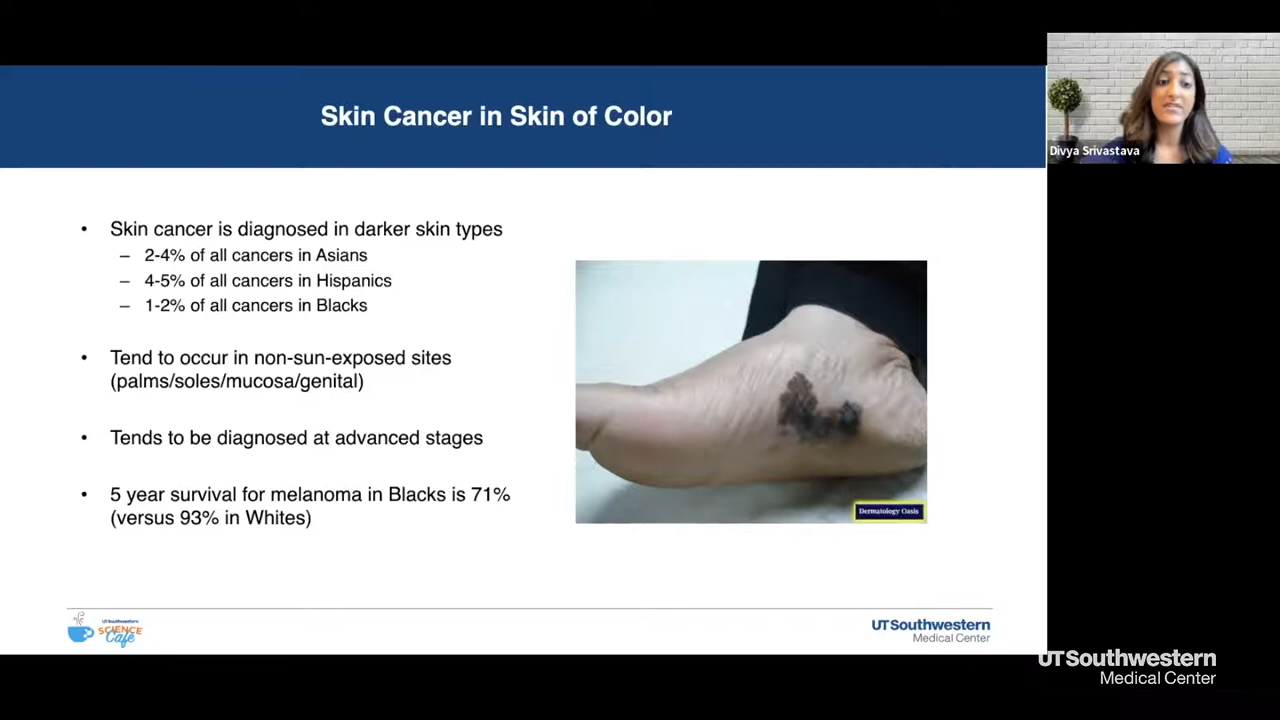 Skin Cancer in Skin of Color
Divya Srivastava
• Skin cancer is diagnosed in darker skin types
– 2-4% of all cancers in Asians
– 4-5% of all cancers in Hispanics
– 1-2% of all cancers in Blacks
• Tend to occur in non-sun-exposed sites
(palms/soles/mucosa/genital)
• Tends to be diagnosed at advanced stages
• 5 year survival for melanoma in Blacks is 71%
(versus 93% in Whites)
Dermatology Oasis
UT Southwestern
SCIENCE
Café
UTSouthwestern
Medical Center
UTSouthwestern
Medical Center